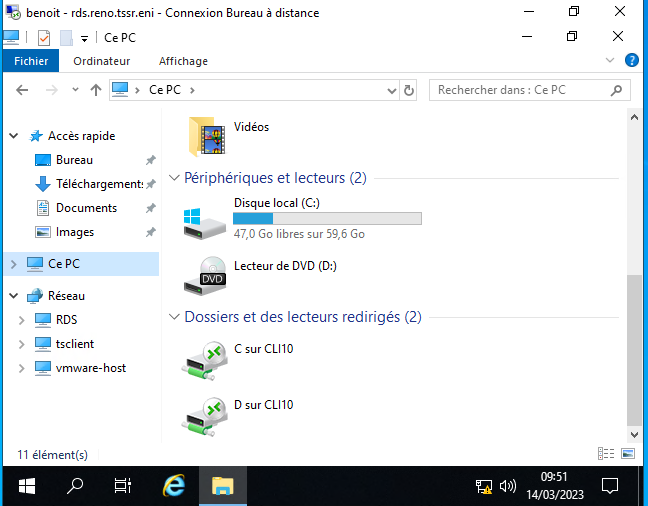 benoit - rds.reno.tssr.eni - Connexion Bureau à distance
Ce PC
Fichier
Ordinateur
Affichage
Ce PC
Rechercher dans : Ce PC
Accès rapide
Bureau
Téléchargements
Documents
Images
Ce PC
Réseau
RDS
tsclient
vmware-host
Vidéos
Périphériques et lecteurs (2)
Disque local (C:)
47,0 Go libres sur 59,6 Go
Lecteur de DVD (D:)
DVD
Dossiers et des lecteurs redirigés (2)
C sur CLI10
D sur CLI10
11 élément(s)
09:51
14/03/2023